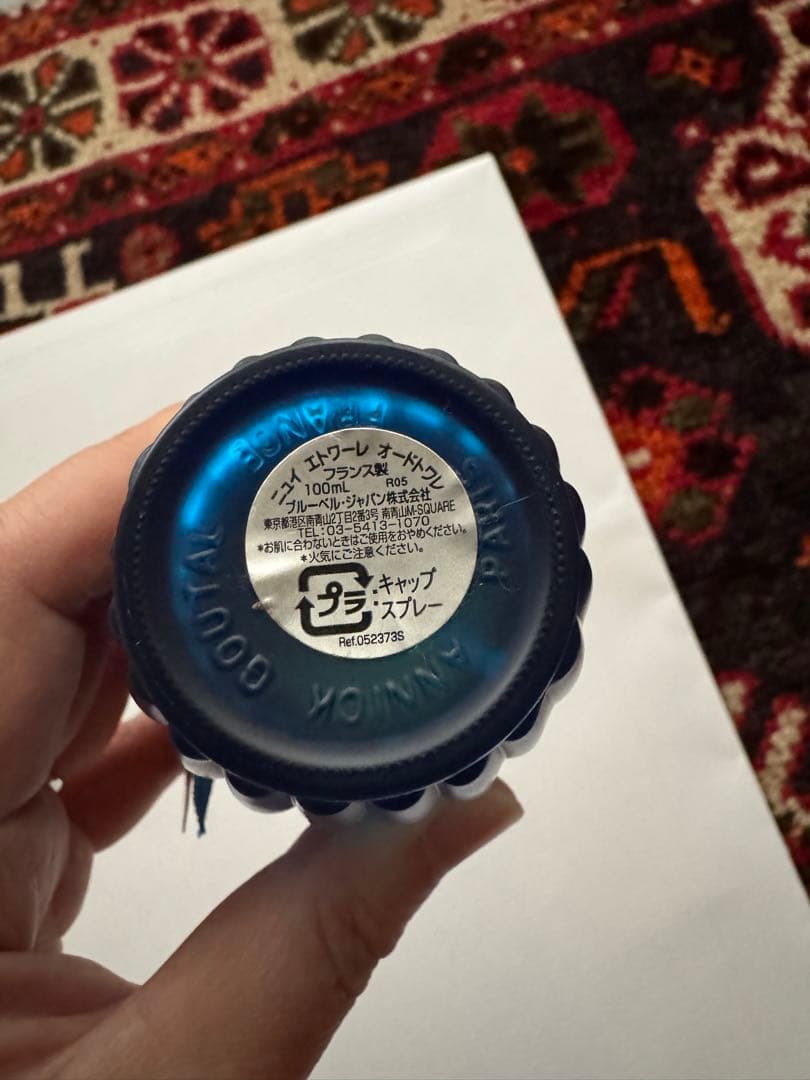 ニュイ エトワーレ オードトワレ
フランス製
100mL R05
ブルーベル・ジャパン株式会社
東京都港区南青山2丁目2番3号 南青山M-SQUARE
TEL:03-5413-1070
*お肌に合わないときはご使用をおやめください。
*火気にご注意ください。
プラ :キャップ
スプレー
Ref.052373S
ANNICK GOUTAL
PARIS
FRANCE